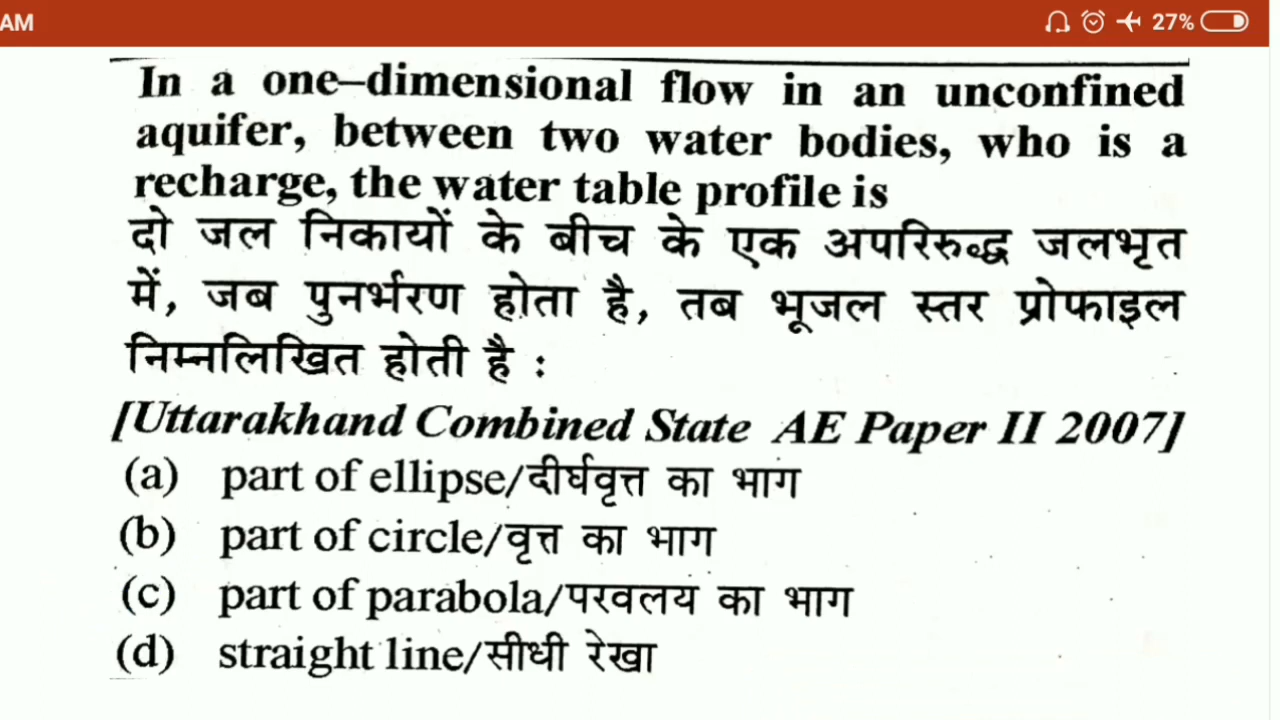 AM
27%
In a one–dimensional flow in an unconfined
aquifer, between two water bodies, who is a
recharge, the water table profile is
दो जल निकायों के बीच के एक अपरिरुद्ध जलभृत
में, जब पुनर्भरण होता है, तब भूजल स्तर प्रोफाइल
निम्नलिखित होती है :
[Uttarakhand Combined State AE Paper II 2007]
(a) part of ellipse/दीर्घवृत्त का भाग
(b) part of circle/वृत्त का भाग
(c) part of parabola/परवलय का भाग
(d) straight line/सीधी रेखा